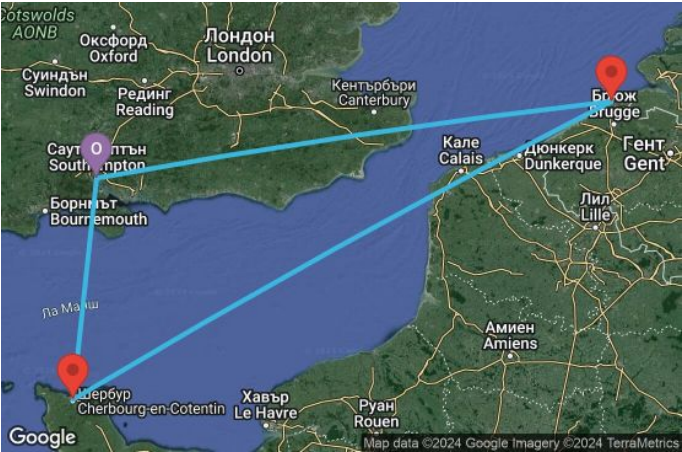 Cotswolds
AONB
Оксфорд
Oxford
Лондон
London
Суиндън
Swindon
Рединг
Reading
Кентърбъри
Canterbury
Брюж
Brugge
O
Southampton
Кале
Calais
Дюнкерк
Dunkerque
Гент
Gent
Борнмът
Bournemouth
Лил
Lille
Ла Манш
Амиен
Amiens
Шербур
Cherbourg-en-Cotentin
Хавър
Le Havre
Руан
Rouen
Google
Map data ©2024 Google Imagery ©2024 TerraMetrics